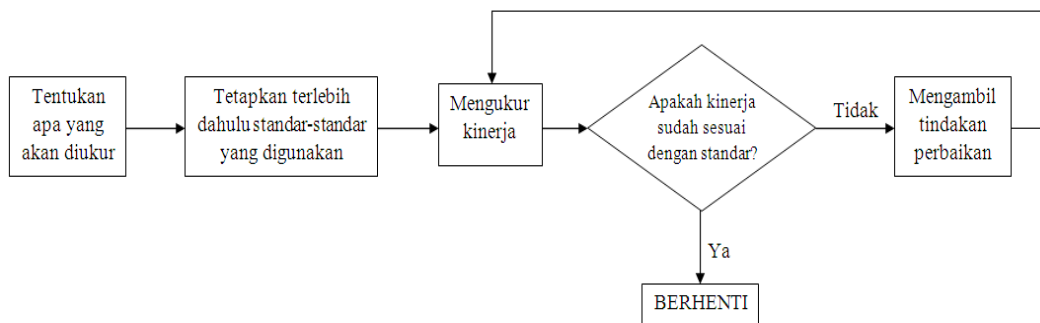 Tentukan
apa yang
akan diukur
Tetapkan terlebih
dahulu standar-standar
yang digunakan
Mengukur
kinerja
Apakah kinerja
sudah sesuai
dengan standar?
Tidak
Mengambil
tindakan
perbaikan
Ya
BERHENTI